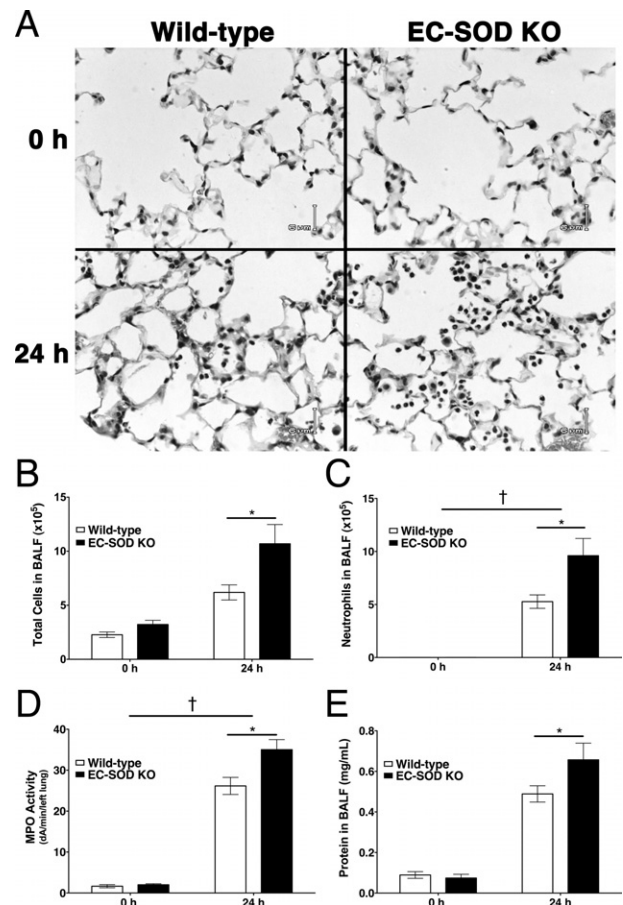 A
Wild-type
EC-SOD KO
0 h
24 h
B
Total Cells in BALF (x10⁵)
15
10
5
0
Wild-type
EC-SOD KO
*
0 h
24 h
C
Neutrophils in BALF (x10⁵)
15
10
5
0
Wild-type
EC-SOD KO
†
*
0 h
24 h
D
MPO Activity
(dA/min/left lung)
40
30
20
10
0
Wild-type
EC-SOD KO
†
*
0 h
24 h
E
Protein in BALF (mg/mL)
0.8
0.6
0.4
0.2
0.0
Wild-type
EC-SOD KO
*
0 h
24 h